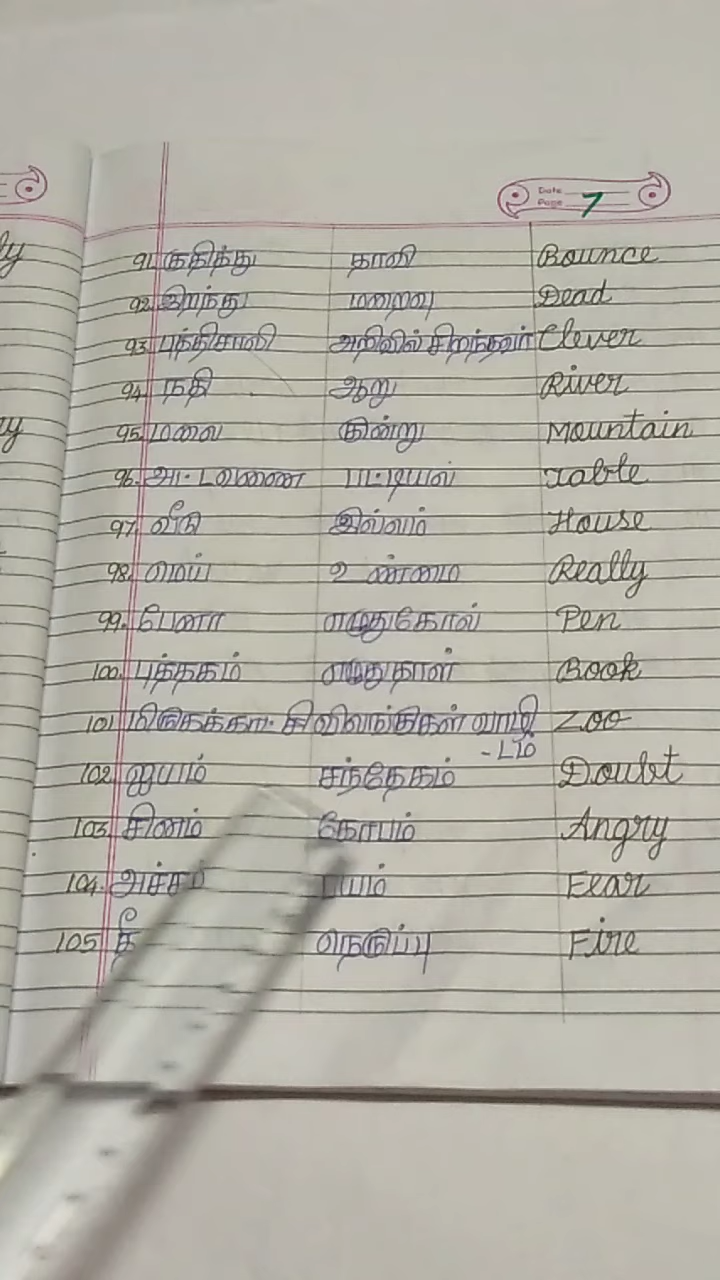 Date
Page 7
91. குதித்து தாவி Bounce
92. இறந்து மறைவு Dead
93. புத்திசாலி அறிவில் சிறந்தவர் Clever
94. நதி ஆறு River
95. மலை குன்று Mountain
96. அட்டவணை பட்டியல் Table
97. வீடு இல்லம் House
98. மெய் உண்மை Really
99. பேனா எழுதுகோல் Pen
100. புத்தகம் எழுதுதாள் Book
101. மிருகக்காட்சி விலங்குகள் வாழி Zoo
- டம்
102. ஐயம் சந்தேகம் Doubt
103. சினம் கோபம் Angry
104. அச்சம் பயம் Fear
105. தீ நெருப்பு Fire